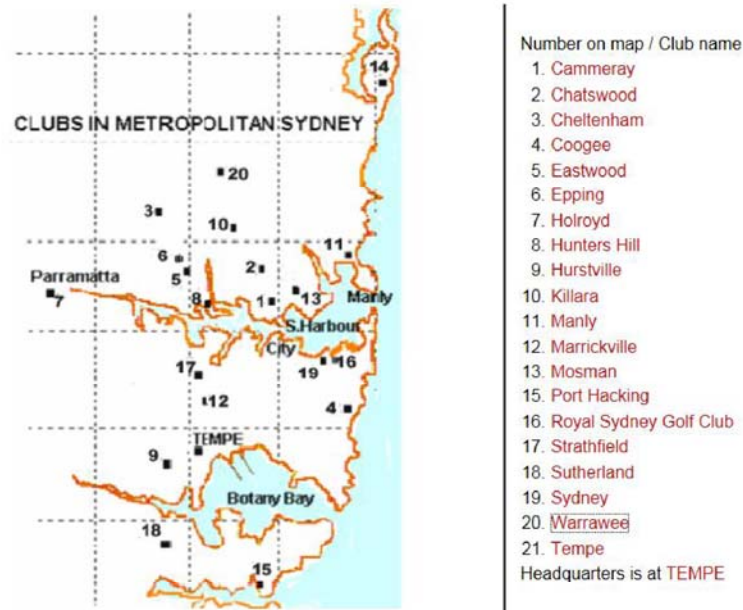 14
CLUBS IN METROPOLITAN SYDNEY
20
3
10
11
6
5
2
Parramatta
7
8
1
13
Manly
S.Harbour
City
17
19
16
12
4
TEMPE
9
Botany Bay
18
15
Number on map / Club name
1. Cammeray
2. Chatswood
3. Cheltenham
4. Coogee
5. Eastwood
6. Epping
7. Holroyd
8. Hunters Hill
9. Hurstville
10. Killara
11. Manly
12. Marrickville
13. Mosman
15. Port Hacking
16. Royal Sydney Golf Club
17. Strathfield
18. Sutherland
19. Sydney
20. Warrawee
21. Tempe
Headquarters is at TEMPE